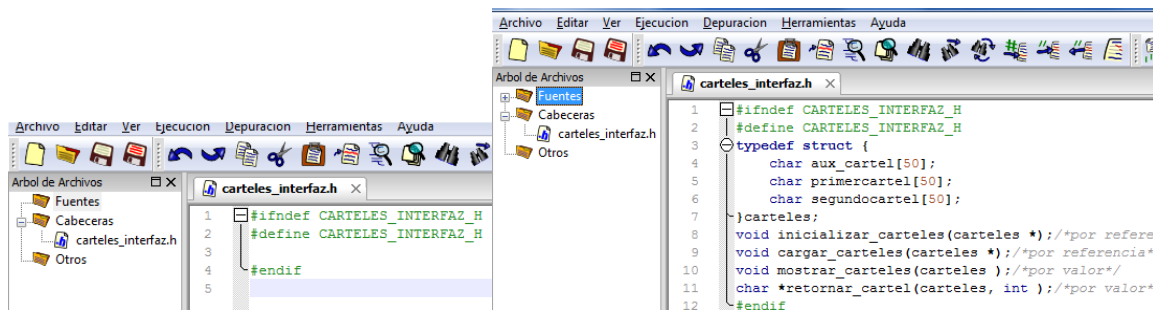 Archivo Editar Ver Ejecucion Depuracion Herramientas Ayuda
Arbol de Archivos
Fuentes
Cabeceras
carteles_interfaz.h
Otros
carteles_interfaz.h
1 #ifndef CARTELES_INTERFAZ_H
2 #define CARTELES_INTERFAZ_H
3
4 #endif
5
Archivo Editar Ver Ejecucion Depuracion Herramientas Ayuda
Arbol de Archivos
Fuentes
Cabeceras
carteles_interfaz.h
Otros
carteles_interfaz.h
1 #ifndef CARTELES_INTERFAZ_H
2 #define CARTELES_INTERFAZ_H
3 typedef struct {
4 char aux_cartel[50];
5 char primercartel[50];
6 char segundocartel[50];
7 }carteles;
8 void inicializar_carteles(carteles *);/*por refere
9 void cargar_carteles(carteles *);/*por referencia*
10 void mostrar_carteles(carteles );/*por valor*/
11 char *retornar_cartel(carteles, int );/*por valor*
12 #endif